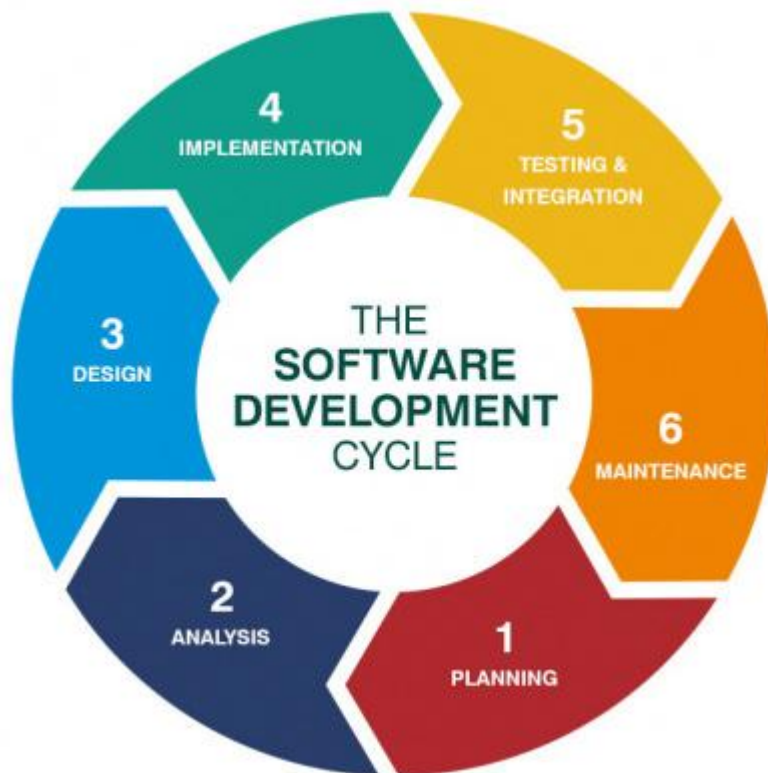 THE
SOFTWARE
DEVELOPMENT
CYCLE
1
PLANNING
2
ANALYSIS
3
DESIGN
4
IMPLEMENTATION
5
TESTING &
INTEGRATION
6
MAINTENANCE